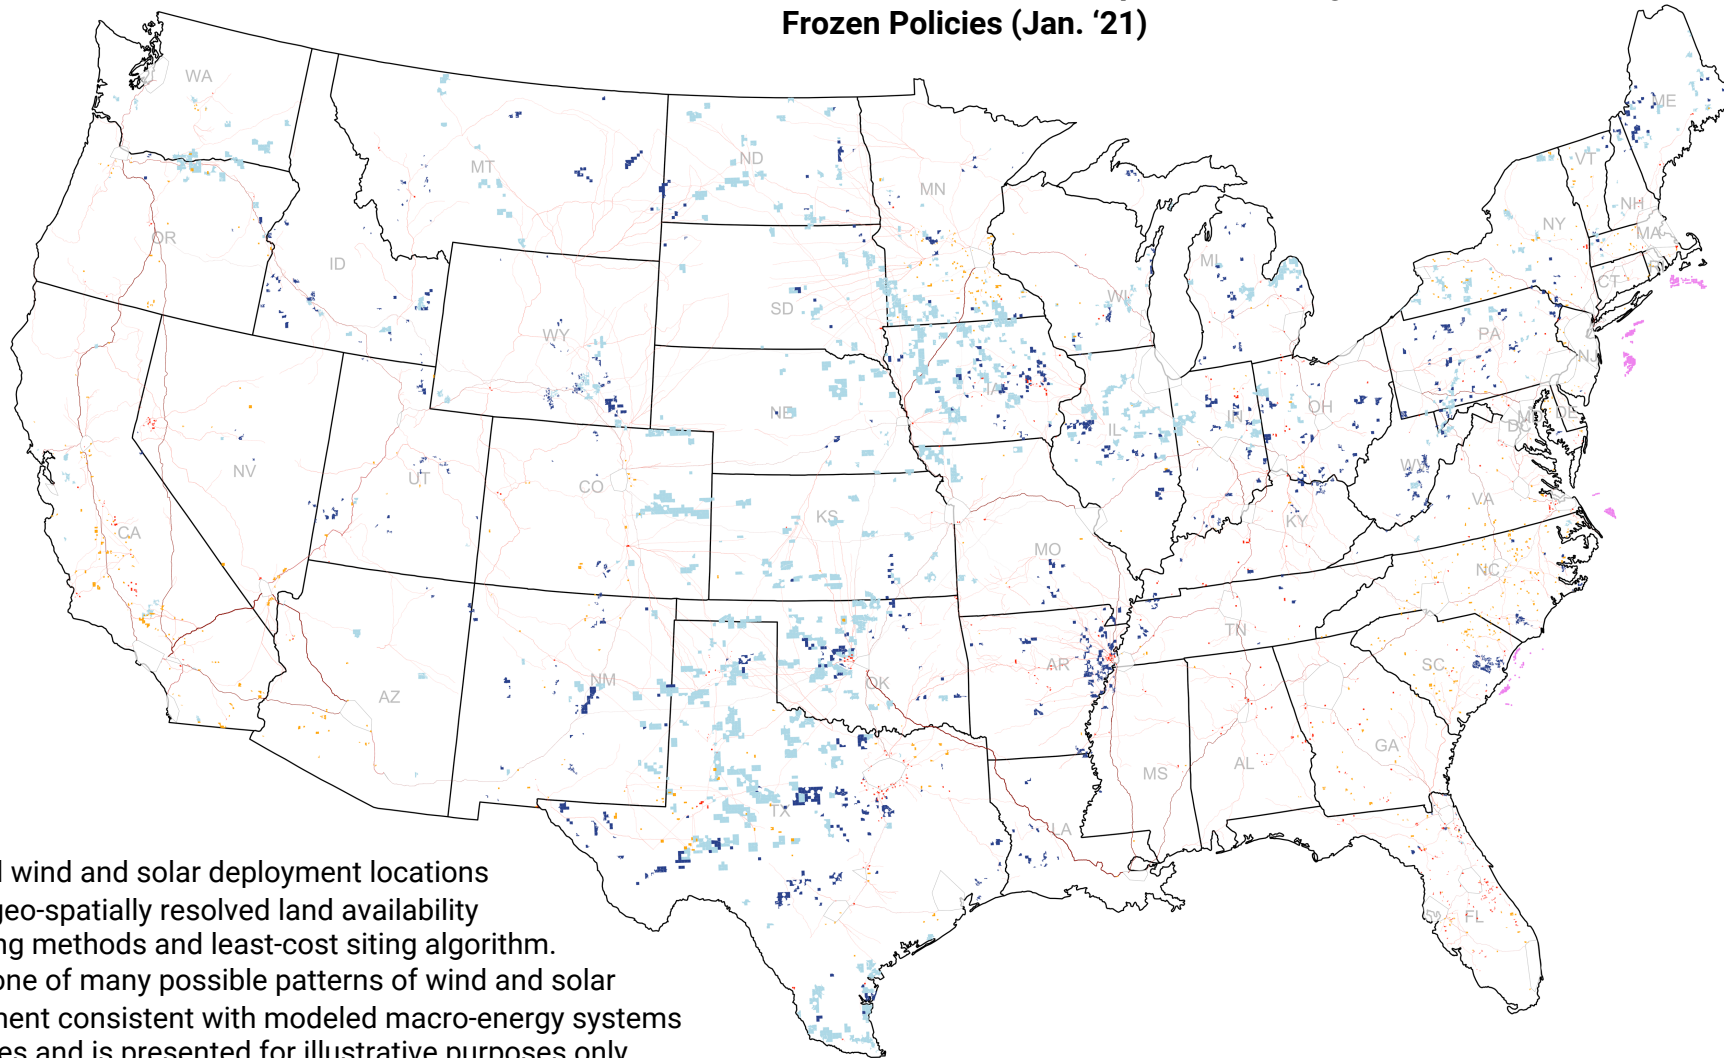 Frozen Policies (Jan. ‘21)
WA
MT
ND
MN
ME
VT
NH
NY
MA
CT
OR
ID
MI
WI
SD
WY
PA
NJ
NE
IA
OH
IN
IL
DE
DC
WV
NV
UT
CO
KS
MO
KY
VA
CA
NC
TN
AR
SC
OK
NM
AZ
MS
AL
GA
TX
LA
FL
wind and solar deployment locations
geo-spatially resolved land availability
methods and least-cost siting algorithm.
one of many possible patterns of wind and solar
consistent with modeled macro-energy systems
and is presented for illustrative purposes only